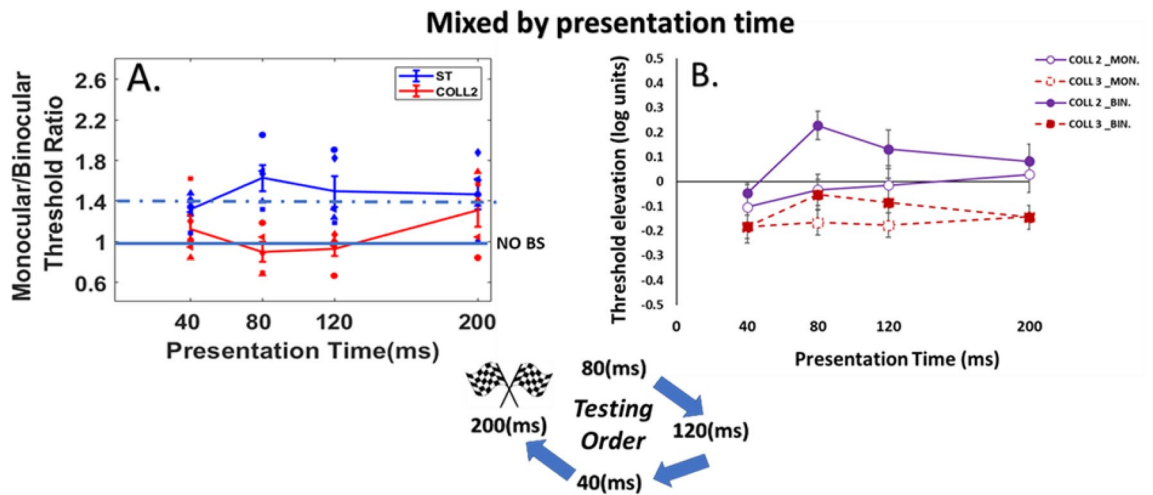 Mixed by presentation time
A.
Monocular/Binocular
Threshold Ratio
2.6
2.2
1.8
1.4
1
0.6
ST
COLL2
NO BS
40 80 120 200
Presentation Time(ms)
B.
Threshold elevation (log units)
0.5
0.4
0.3
0.2
0.1
0
-0.1
-0.2
-0.3
-0.4
-0.5
COLL 2 _MON.
COLL 3 _MON.
COLL 2 _BIN.
COLL 3 _BIN.
0 40 80 120 200
Presentation Time (ms)
80(ms)
Testing
Order
120(ms)
40(ms)
200(ms)